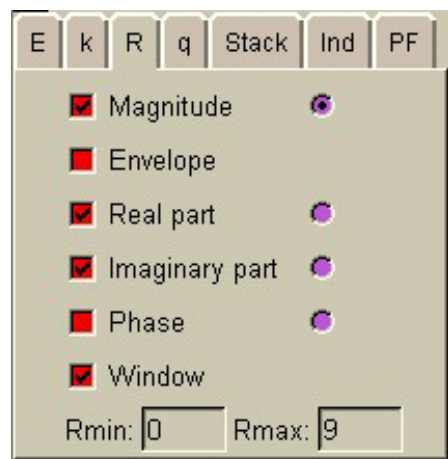 E k R q Stack Ind PF
Magnitude
Envelope
Real part
Imaginary part
Phase
Window
Rmin: 0 Rmax: 9